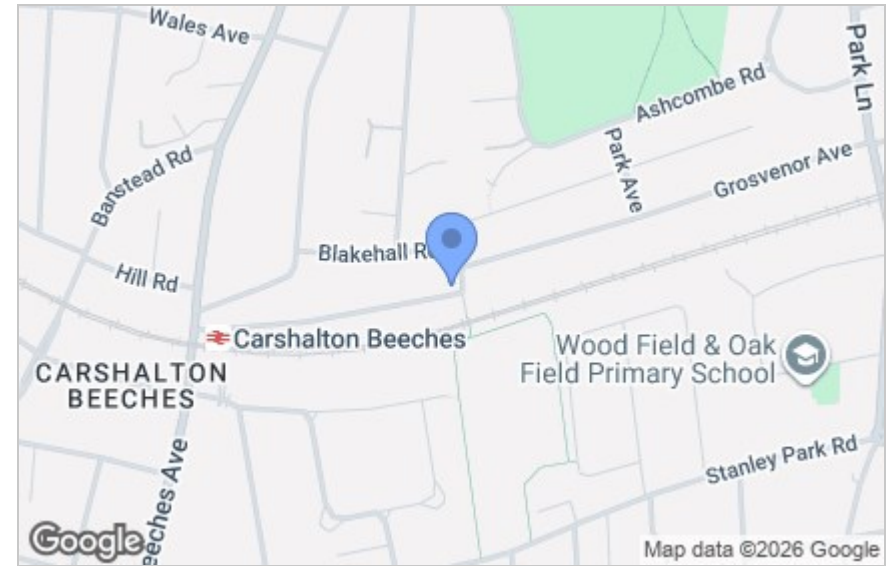 Wales Ave
Park Ln
Ashcombe Rd
Park Ave
Banstead Rd
Grosvenor Ave
Blakehall
Hill Rd
Carshalton Beeches
Wood Field & Oak
Field Primary School
CARSHALTON
BEECHES
Stanley Park Rd
eeches Ave
Google
Map data ©2026 Google